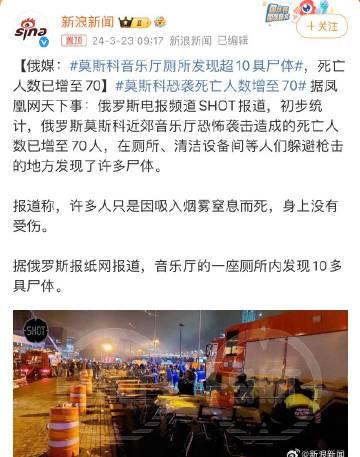 sina
新浪新闻
置顶 24-3-23 09:17 新浪新闻 已编辑
+关注
【俄媒：#莫斯科音乐厅厕所发现超10具尸体#，死亡
人数已增至70】#莫斯科恐袭死亡人数增至70# 据凤
凰网天下事：俄罗斯电报频道SHOT报道，初步统
计，俄罗斯莫斯科近郊音乐厅恐怖袭击造成的死亡人
数已增至70人，在厕所、清洁设备间等人们躲避枪击
的地方发现了许多尸体。
报道称，许多人只是因吸入烟雾窒息而死，身上没有
受伤。
据俄罗斯报纸网报道，音乐厅的一座厕所内发现10多
具尸体。
SHOT
@新浪新闻